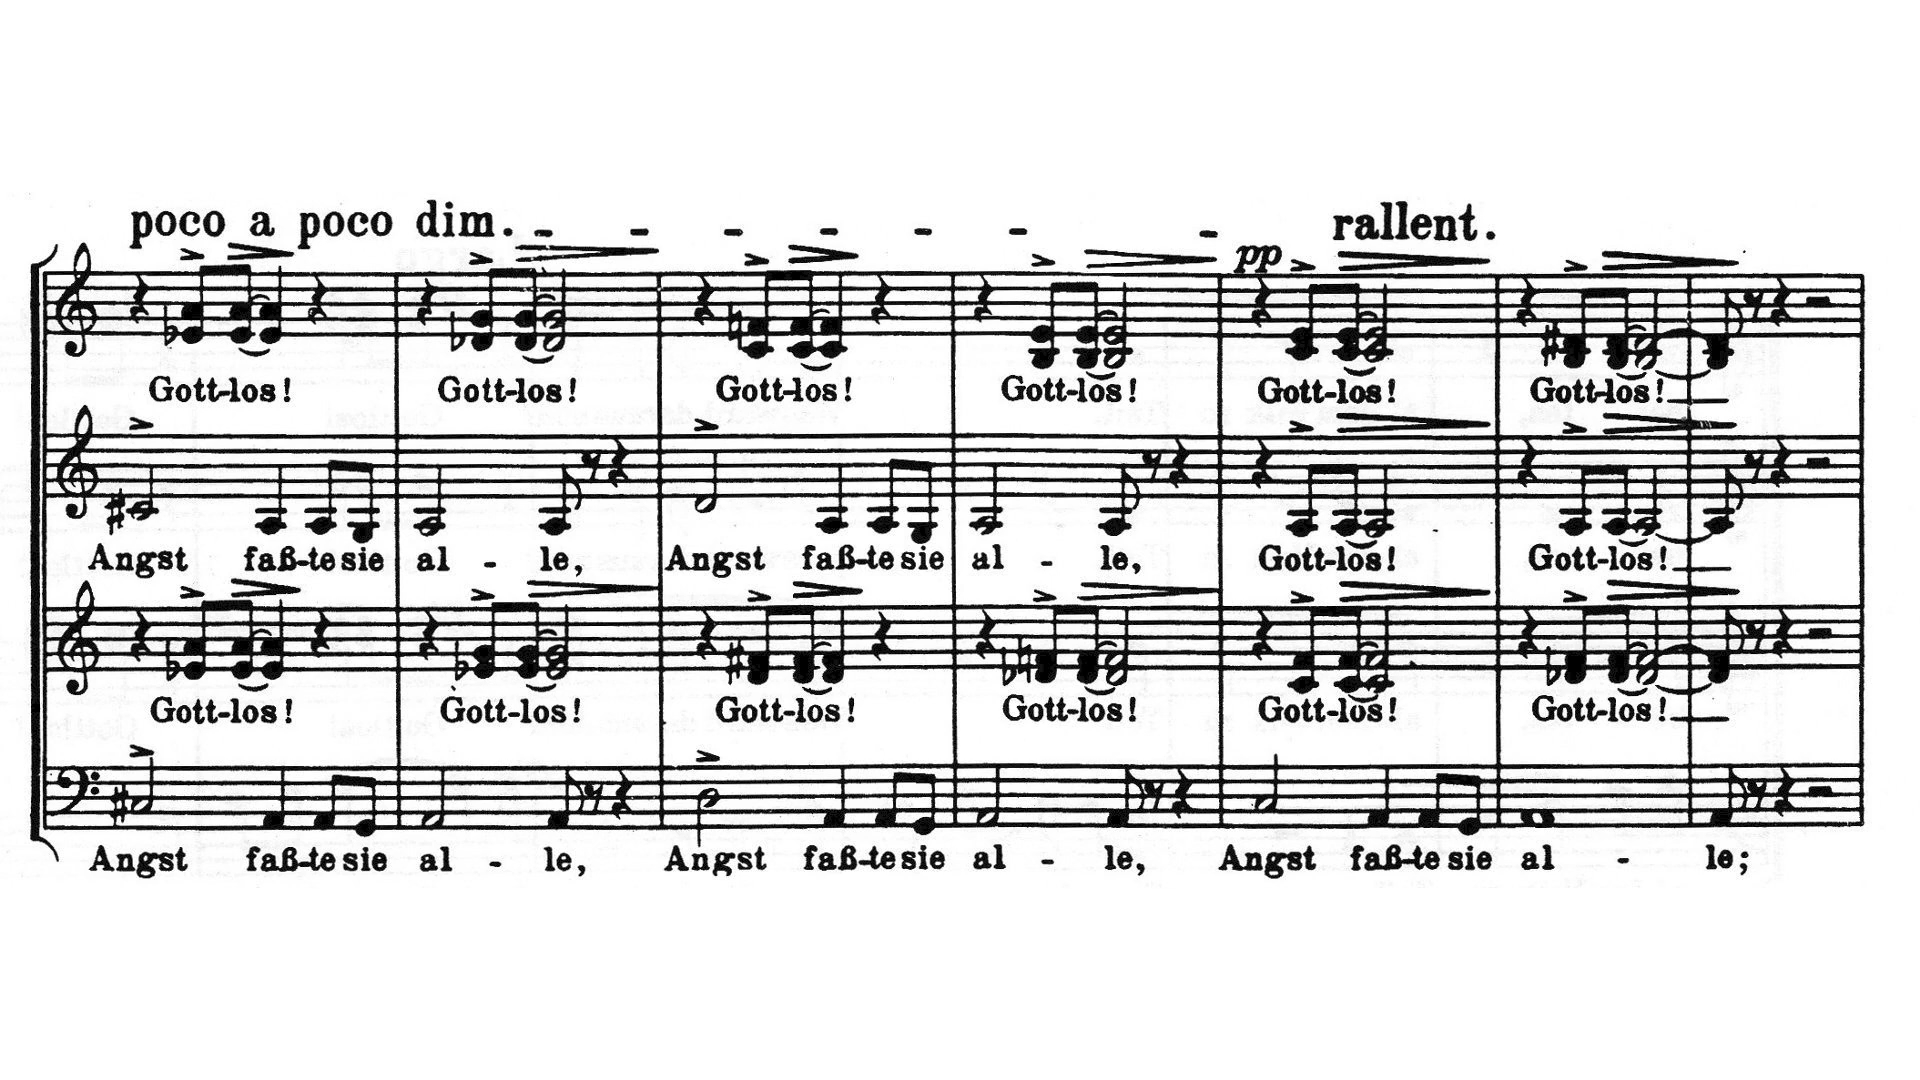 poco a poco dim. - - - - - - - rallent.
pp
Gott-los! Gott-los! Gott-los! Gott-los! Gott-los! Gott-los!
Angst faß-te sie al - le, Angst faß-te sie al - le, Gott-los! Gott-los!
Gott-los! Gott-los! Gott-los! Gott-los! Gott-los! Gott-los!
Angst faß-te sie al - le, Angst faß-te sie al - le, Angst faß-te sie al - le;